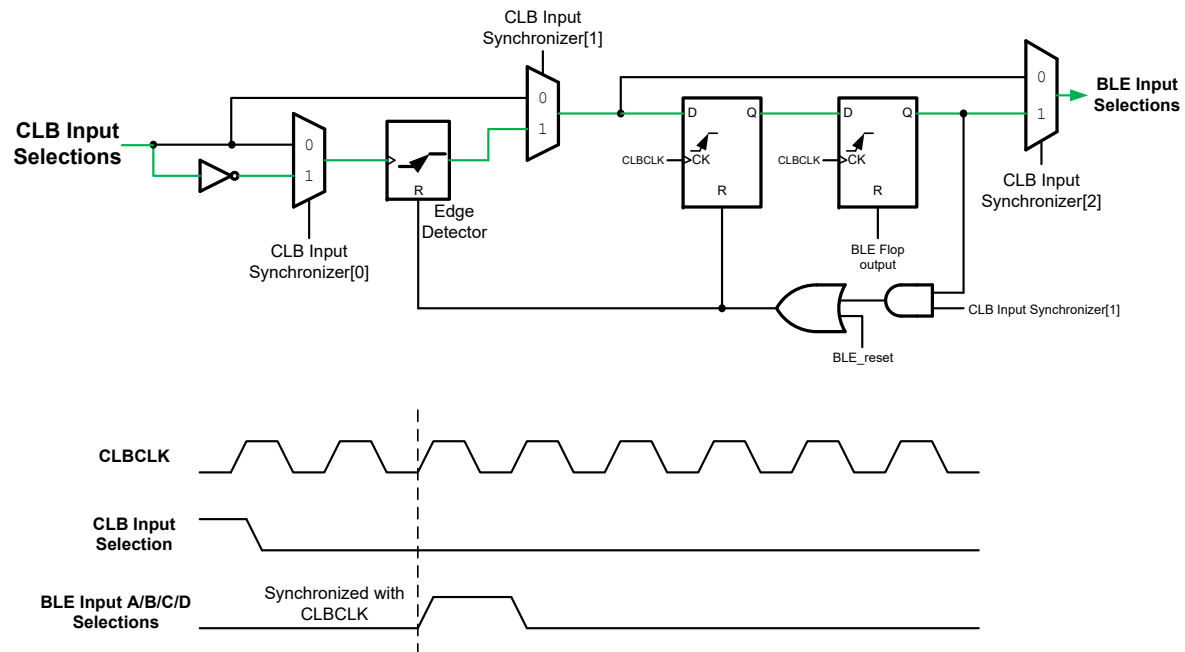 CLB Input
Synchronizer[1]
CLB Input
Selections
0
1
CLB Input
Synchronizer[0]
R
Edge
Detector
0
1
D
Q
CLBCLK
CK
R
D
Q
CLBCLK
CK
R
BLE Flop
output
0
1
BLE Input
Selections
CLB Input
Synchronizer[2]
CLB Input Synchronizer[1]
BLE_reset
CLBCLK
CLB Input
Selection
BLE Input A/B/C/D
Selections
Synchronized with
CLBCLK